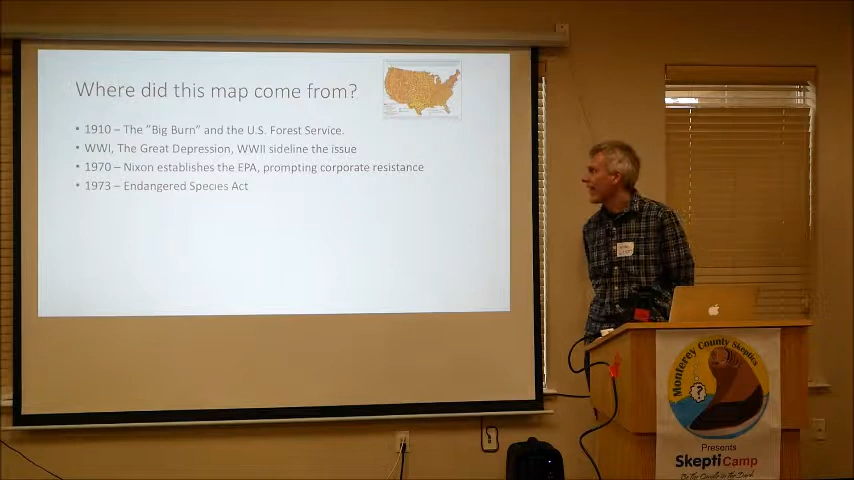 Where did this map come from?
• 1910 – The "Big Burn" and the U.S. Forest Service.
• WWI, The Great Depression, WWII sideline the issue
• 1970 – Nixon establishes the EPA, prompting corporate resistance
• 1973 – Endangered Species Act
Monterey County Skeptics
?
Presents
SkeptiCamp